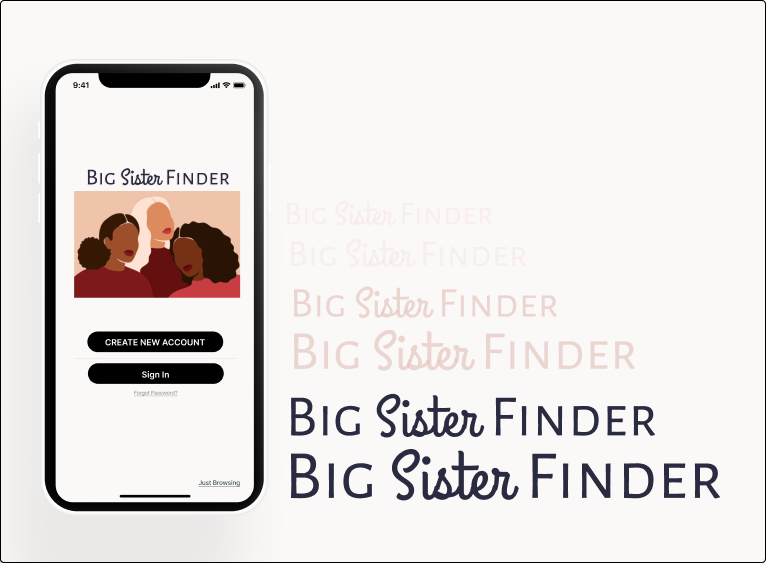 9:41
BIG Sister FINDER
CREATE NEW ACCOUNT
Sign In
Forgot Password?
Just Browsing
BIG Sister FINDER
BIG Sister FINDER
BIG Sister FINDER
BIG Sister FINDER
BIG Sister FINDER
BIG Sister FINDER